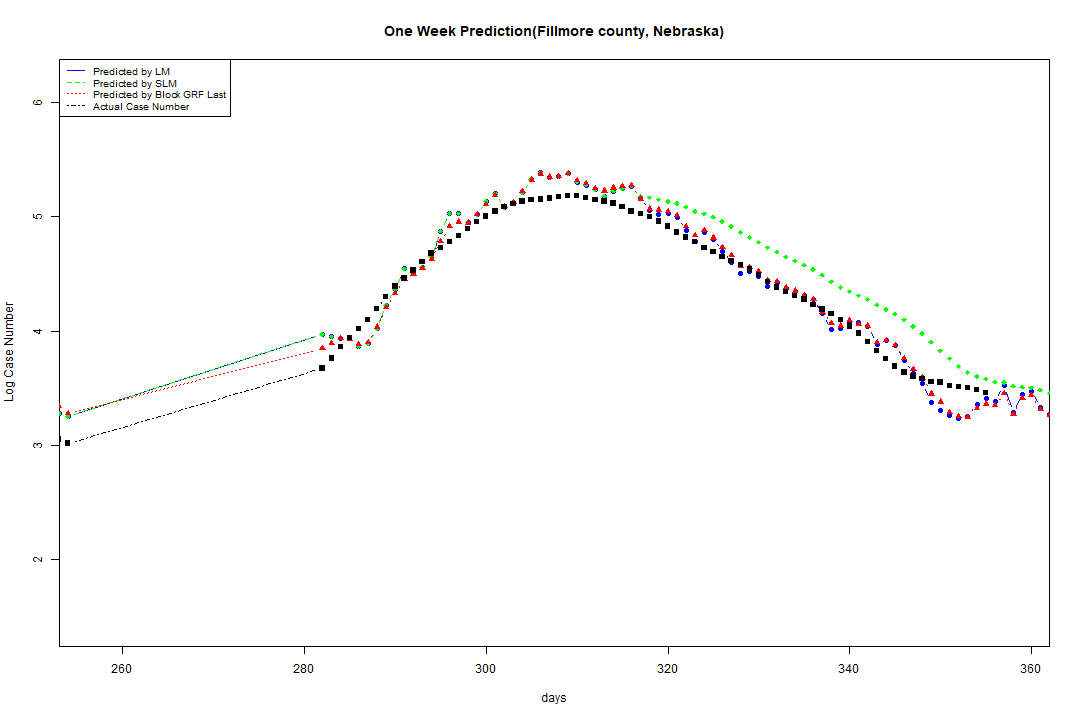 One Week Prediction(Fillmore county, Nebraska)
Predicted by LM
Predicted by SLM
Predicted by Block GRF Last
Actual Case Number
6
5
4
3
2
Log Case Number
260
280
300
320
340
360
days